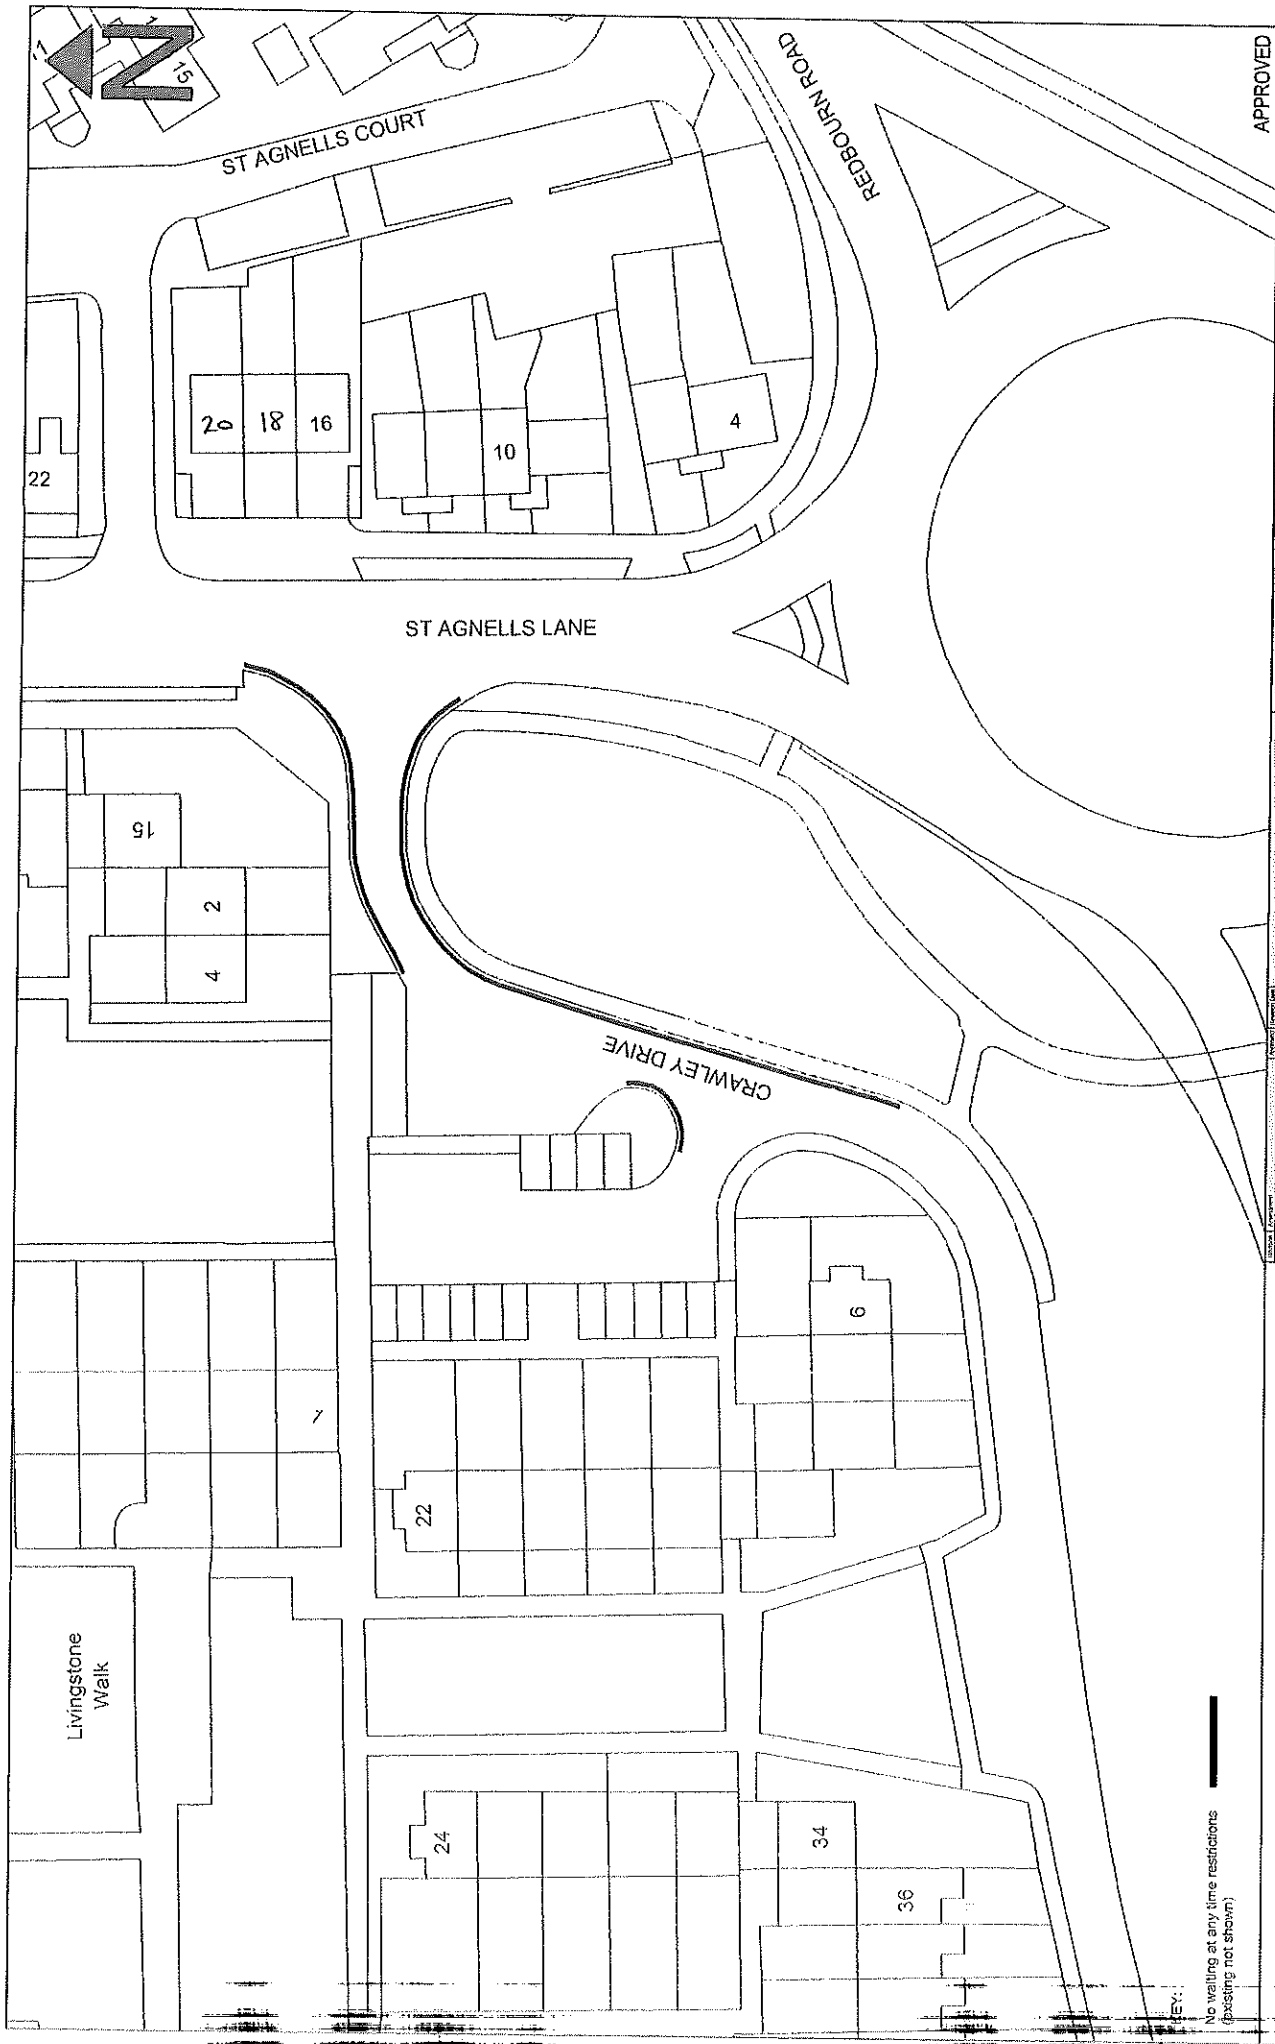 N
11
1
15
ST AGNELLS COURT
REDBOURN ROAD
APPROVED
22
20
18
16
10
4
ST AGNELLS LANE
15
2
4
CRAWLEY DRIVE
6
22
Livingstone
Walk
24
34
36
KEY:
No waiting at any time restrictions
(existing not shown)